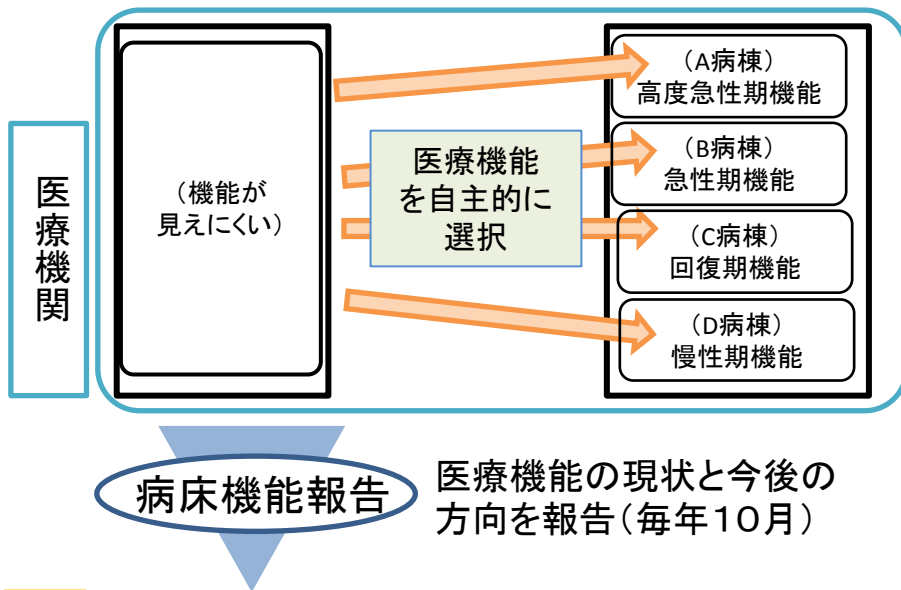 医療機関
(機能が
見えにくい)
医療機能
を自主的に
選択
(A病棟)
高度急性期機能
(B病棟)
急性期機能
(C病棟)
回復期機能
(D病棟)
慢性期機能
病床機能報告
医療機能の現状と今後の
方向を報告(毎年10月)